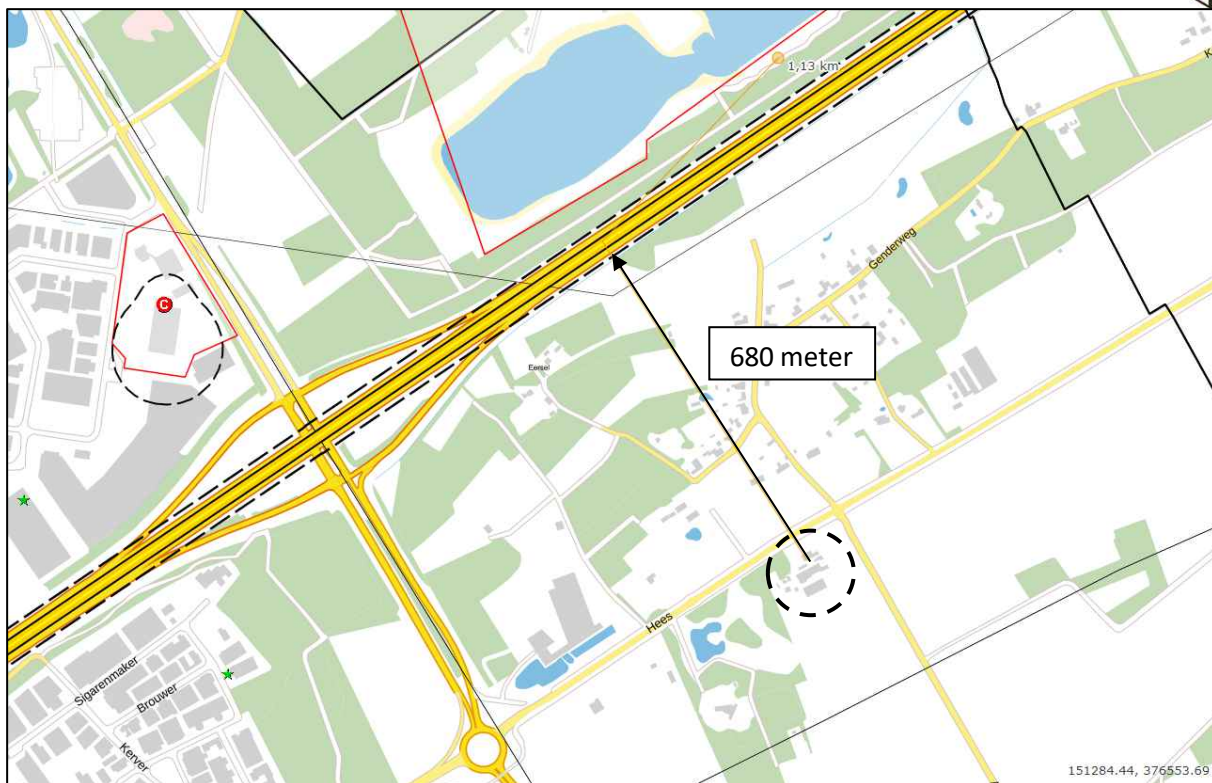 1,13 km
K
Genderweg
C
680 meter
Eersel
Hees
Sigarenmaker
Brouwer
Kerver
151284.44, 376553.69